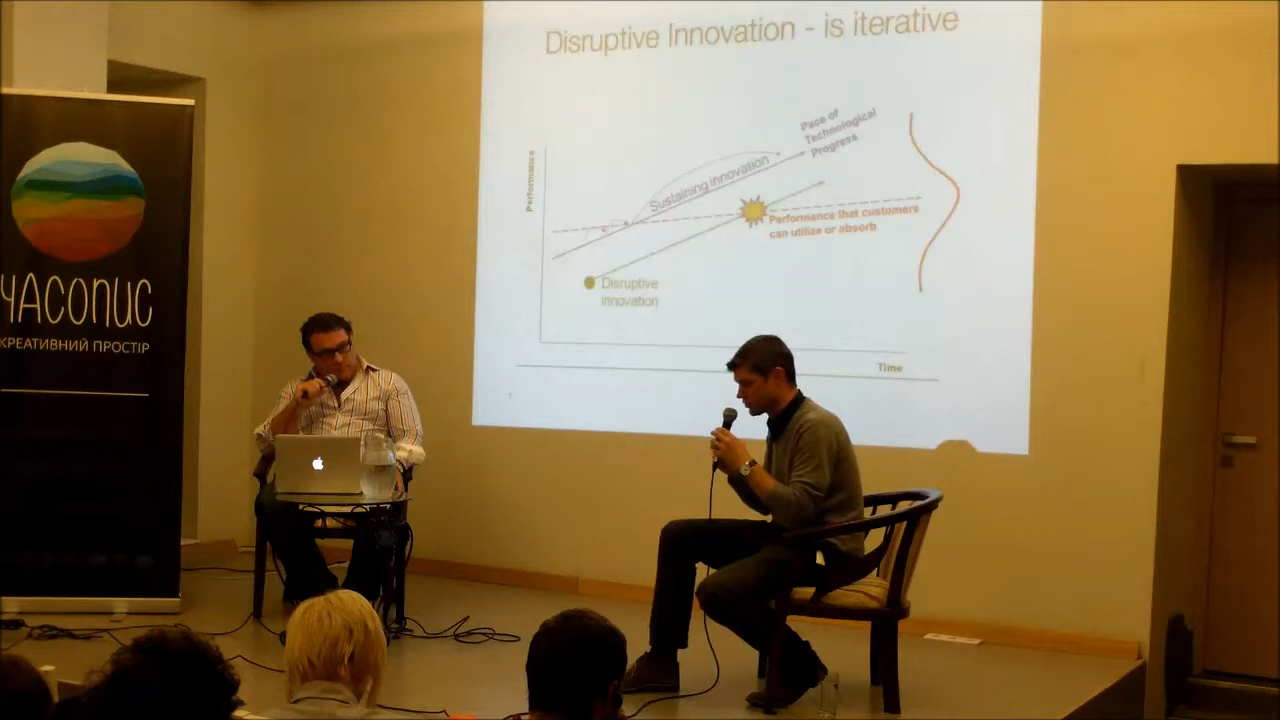 Disruptive Innovation - is iterative
Pace of
Technological
Progress
Performance
Sustaining innovation
Performance that customers
can utilize or absorb
Disruptive
innovation
Time
ЧАСОПИС
КРЕАТИВНИЙ ПРОСТІР